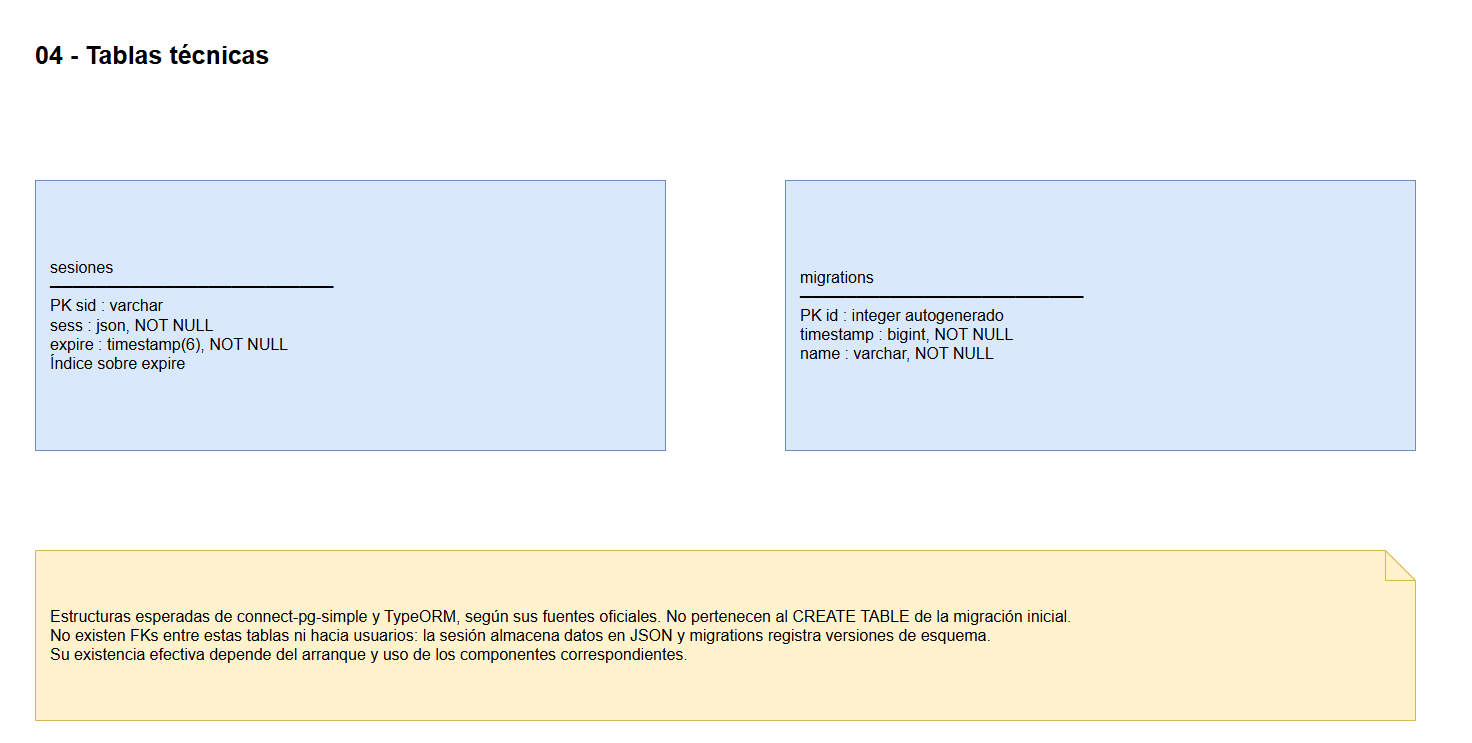 04 - Tablas técnicas
sesiones
PK sid : varchar
sess : json, NOT NULL
expire : timestamp(6), NOT NULL
Índice sobre expire
migrations
PK id : integer autogenerado
timestamp : bigint, NOT NULL
name : varchar, NOT NULL
Estructuras esperadas de connect-pg-simple y TypeORM, según sus fuentes oficiales. No pertenecen al CREATE TABLE de la migración inicial.
No existen FKs entre estas tablas ni hacia usuarios: la sesión almacena datos en JSON y migrations registra versiones de esquema.
Su existencia efectiva depende del arranque y uso de los componentes correspondientes.